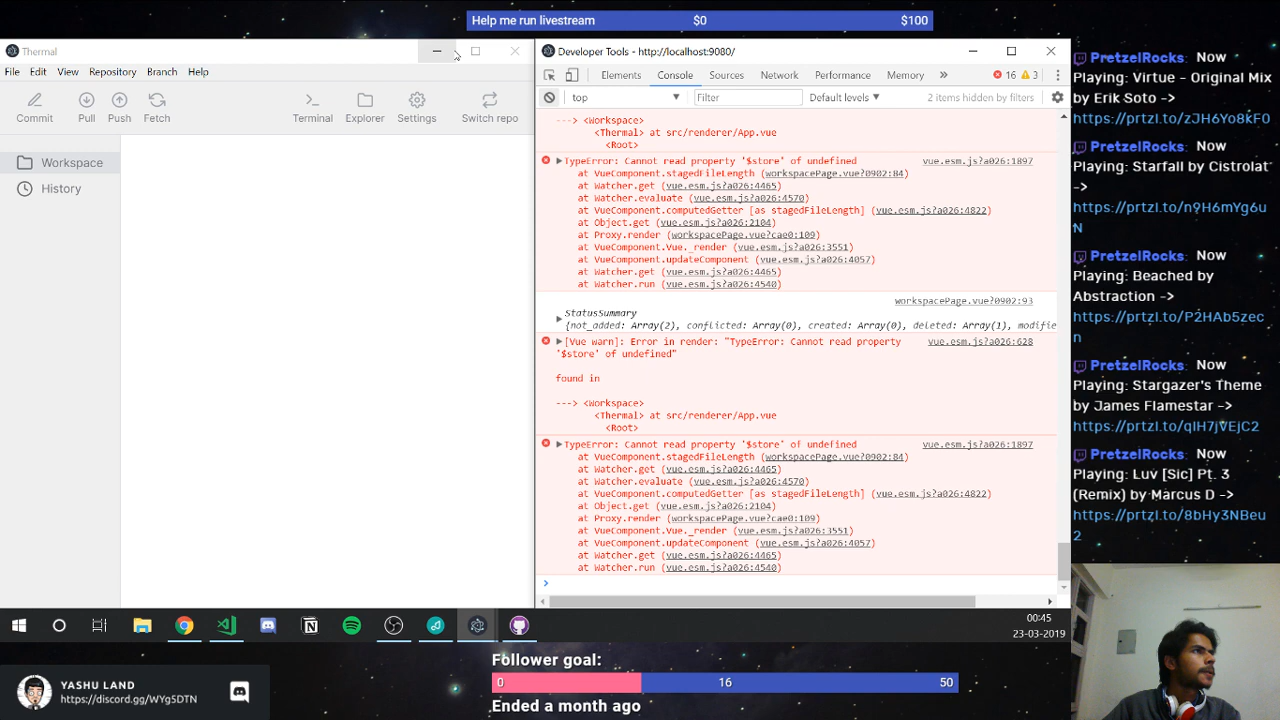 Help me run livestream $0 $100
Thermal
File Edit View Repository Branch Help
Commit Pull Push Fetch Terminal Explorer Settings Switch repo
Workspace
History
Developer Tools - http://localhost:9080/
Elements Console Sources Network Performance Memory » 16 3
top Filter Default levels 2 items hidden by filters
---> <Workspace>
<Thermal> at src/renderer/App.vue
<Root>
TypeError: Cannot read property '$store' of undefined vue.esm.js?a026:1897
at VueComponent.stagedFileLength (workspacePage.vue?0902:84)
at Watcher.get (vue.esm.js?a026:4465)
at Watcher.evaluate (vue.esm.js?a026:4570)
at VueComponent.computedGetter [as stagedFileLength] (vue.esm.js?a026:4822)
at Object.get (vue.esm.js?a026:2104)
at Proxy.render (workspacePage.vue?cae0:109)
at VueComponent.Vue._render (vue.esm.js?a026:3551)
at VueComponent.updateComponent (vue.esm.js?a026:4057)
at Watcher.get (vue.esm.js?a026:4465)
at Watcher.run (vue.esm.js?a026:4540)
workspacePage.vue?0902:93
StatusSummary
{not_added: Array(2), conflicted: Array(0), created: Array(0), deleted: Array(1), modifie
[Vue warn]: Error in render: "TypeError: Cannot read property vue.esm.js?a026:628
'$store' of undefined"
found in
---> <Workspace>
<Thermal> at src/renderer/App.vue
<Root>
TypeError: Cannot read property '$store' of undefined vue.esm.js?a026:1897
at VueComponent.stagedFileLength (workspacePage.vue?0902:84)
at Watcher.get (vue.esm.js?a026:4465)
at Watcher.evaluate (vue.esm.js?a026:4570)
at VueComponent.computedGetter [as stagedFileLength] (vue.esm.js?a026:4822)
at Object.get (vue.esm.js?a026:2104)
at Proxy.render (workspacePage.vue?cae0:109)
at VueComponent.Vue._render (vue.esm.js?a026:3551)
at VueComponent.updateComponent (vue.esm.js?a026:4057)
at Watcher.get (vue.esm.js?a026:4465)
at Watcher.run (vue.esm.js?a026:4540)
00:45
23-03-2019
PretzelRocks: Now
Playing: Virtue - Original Mix
by Erik Soto ->
https://prtzl.to/zJH6Yo8kF0
PretzelRocks: Now
Playing: Starfall by Cistrolat
->
https://prtzl.to/n9H6mYg6u
N
PretzelRocks: Now
Playing: Beached by
Abstraction ->
https://prtzl.to/P2HAb5zec
n
PretzelRocks: Now
Playing: Stargazer's Theme
by James Flamestar ->
https://prtzl.to/qlH7jVEjC2
PretzelRocks: Now
Playing: Luv [Sic] Pt. 3
(Remix) by Marcus D ->
https://prtzl.to/8bHy3NBeu
2
YASHU LAND
https://discord.gg/WYg5DTN
Follower goal:
0 16 50
Ended a month ago